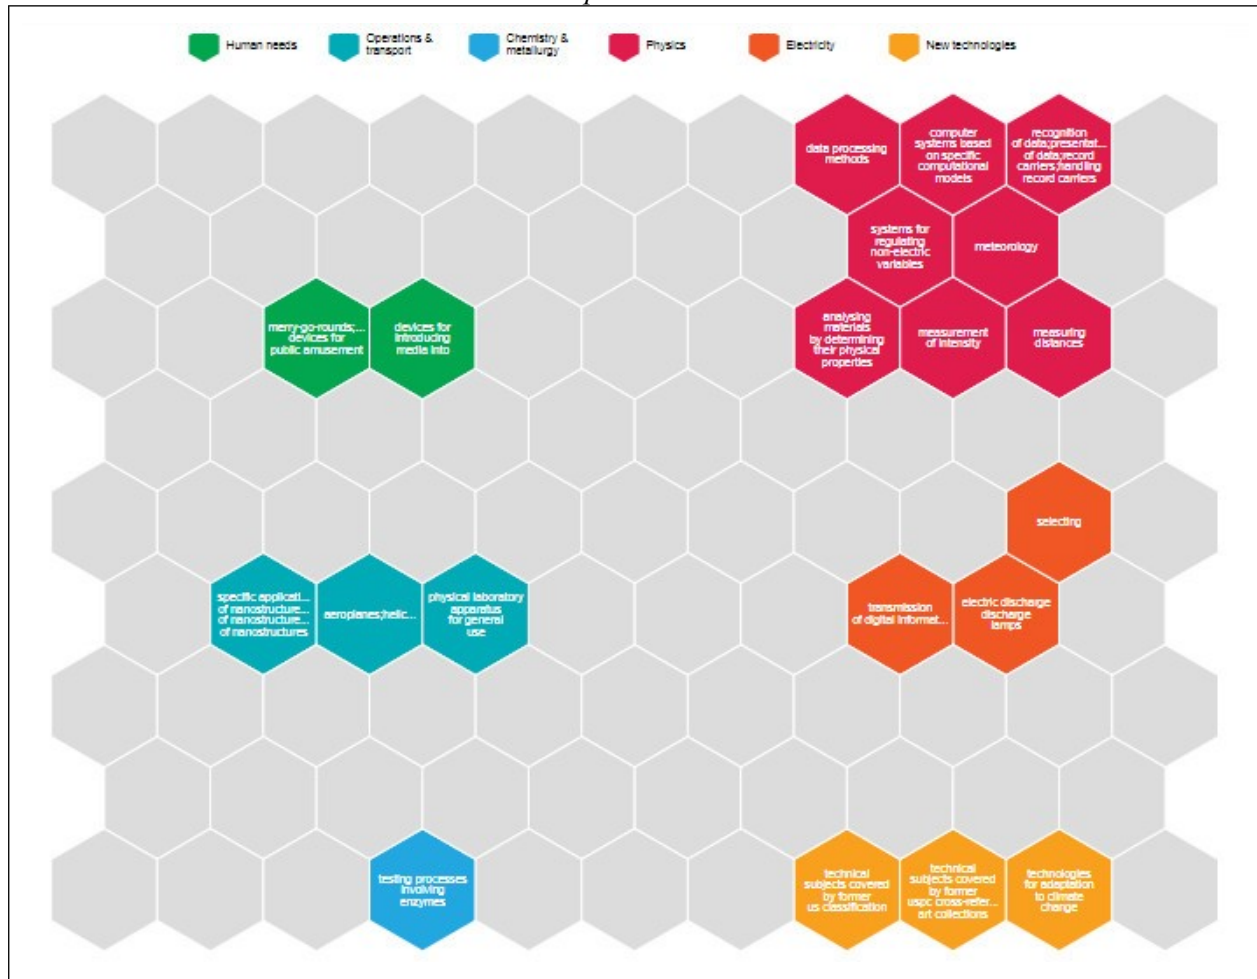 Human needs
Operations &
transport
Chemistry &
metallurgy
Physics
Electricity
New technologies
data processing
methods
computer
systems based
on specific
computational
models
recognition
of data;presentat...
of data;record
carriers;handling
record carriers
systems for
regulating
non-electric
variables
meteorology
merry-go-rounds;...
devices for
public amusement
devices for
introducing
media into
analysing
materials
by determining
their physical
properties
measurement
of intensity
measuring
distances
selecting
specific applicati...
of nanostructure...
of nanostructure...
of nanostructures
aeroplanes;helic...
physical laboratory
apparatus
for general
use
transmission
of digital informat...
electric discharge
discharge
lamps
testing processes
involving
enzymes
technical
subjects covered
by former
us classification
technical
subjects covered
by former
uspc cross-refer...
art collections
technologies
for adaptation
to climate
change